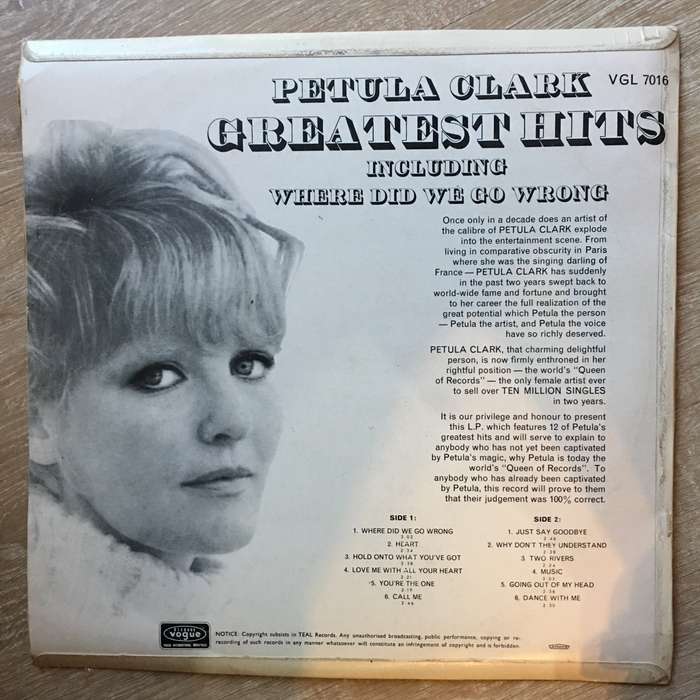 PETULA CLARK
VGL 7016
GREATEST HITS
INCLUDING
WHERE DID WE GO WRONG
Once only in a decade does an artist of
the calibre of PETULA CLARK explode
into the entertainment scene. From
living in comparative obscurity in Paris
where she was the singing darling of
France — PETULA CLARK has suddenly
in the past two years swept back to
world-wide fame and fortune and brought
to her career the full realization of the
great potential which Petula the person
— Petula the artist, and Petula the voice
have so richly deserved.
PETULA CLARK, that charming delightful
person, is now firmly enthroned in her
rightful position — the world's "Queen
of Records" — the only female artist ever
to sell over TEN MILLION SINGLES
in two years.
It is our privilege and honour to present
this L.P. which features 12 of Petula's
greatest hits and will serve to explain to
anybody who has not yet been captivated
by Petula's magic, why Petula is today the
world's "Queen of Records". To
anybody who has already been captivated
by Petula, this record will prove to them
that their judgement was 100% correct.
SIDE 1:
1. WHERE DID WE GO WRONG
2. HEART
2.34
3. HOLD ONTO WHAT YOU'VE GOT
4. LOVE ME WITH ALL YOUR HEART
2.21
5. YOU'RE THE ONE
2.19
6. CALL ME
2.46
SIDE 2:
1. JUST SAY GOODBYE
2. WHY DON'T THEY UNDERSTAND
3. TWO RIVERS
4. MUSIC
5. GOING OUT OF MY HEAD
6. DANCE WITH ME
vogue
NOTICE: Copyright subsists in TEAL Records. Any unauthorised broadcasting, public performance, copying or re-
recording of such records in any manner whatsoever will constitute an infringement of copyright and is forbidden.